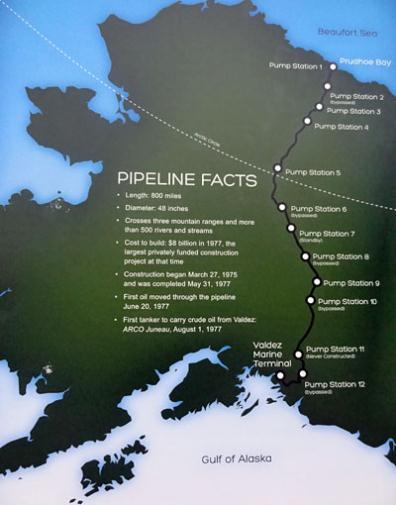 Beaufort Sea
Prudhoe Bay
Pump Station 1
Pump Station 2
(bypassed)
Pump Station 3
Pump Station 4
Arctic Circle
Pump Station 5
PIPELINE FACTS
• Length: 800 miles
• Diameter: 48 inches
• Crosses three mountain ranges and more
than 500 rivers and streams
• Cost to build: $8 billion in 1977, the
largest privately funded construction
project at that time
• Construction began March 27, 1975
and was completed May 31, 1977
• First oil moved through the pipeline
June 20, 1977
• First tanker to carry crude oil from Valdez:
ARCO Juneau, August 1, 1977
Pump Station 6
(bypassed)
Pump Station 7
(Standby)
Pump Station 8
(bypassed)
Pump Station 9
Pump Station 10
(bypassed)
Pump Station 11
(Never Constructed)
Valdez
Marine
Terminal
Pump Station 12
(bypassed)
Gulf of Alaska